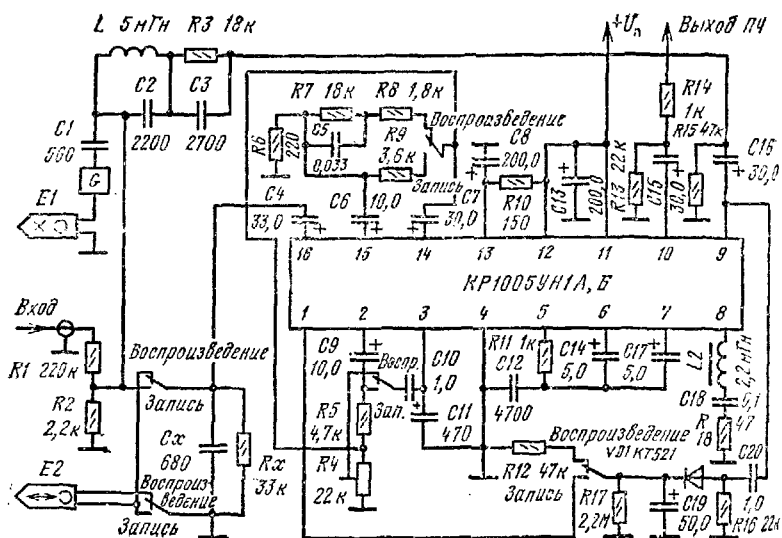 L 5 мГн R3 18к
+Uп
Выход ПЧ
C2 2200
C3 2700
C1 560
G
E1
R7 18к
R8 1,8к
C5 0,033
R6 220
R9 3,6к
Воспроизведение
Запись
C8 200,0
C4 33,0
C6 10,0
C7 30,0
R10 150
C13 200,0
R13 22к
C15 30,0
R14 1к
R15 47к
C16 30,0
16 15 14 13 12 11 10 9
КР1005УН1А, Б
1 2 3 4 5 6 7 8
Вход
R1 220к
R2 2,2к
Воспроизведение
Запись
Cх 680
Rх 33к
E2
Воспроизведение
Запись
C9 10,0
Воспр.
Зап.
C10 1,0
R5 4,7к
R4 22к
C11 470
R11 1к
C12 4700
C14 5,0
C17 5,0
L2 2,2мГн
C18 0,1
R18 47
Воспроизведение
VD1 КТ521
R12 47к
Запись
R17 2,2М
C19 50,0
C20 1,0
R16 22к